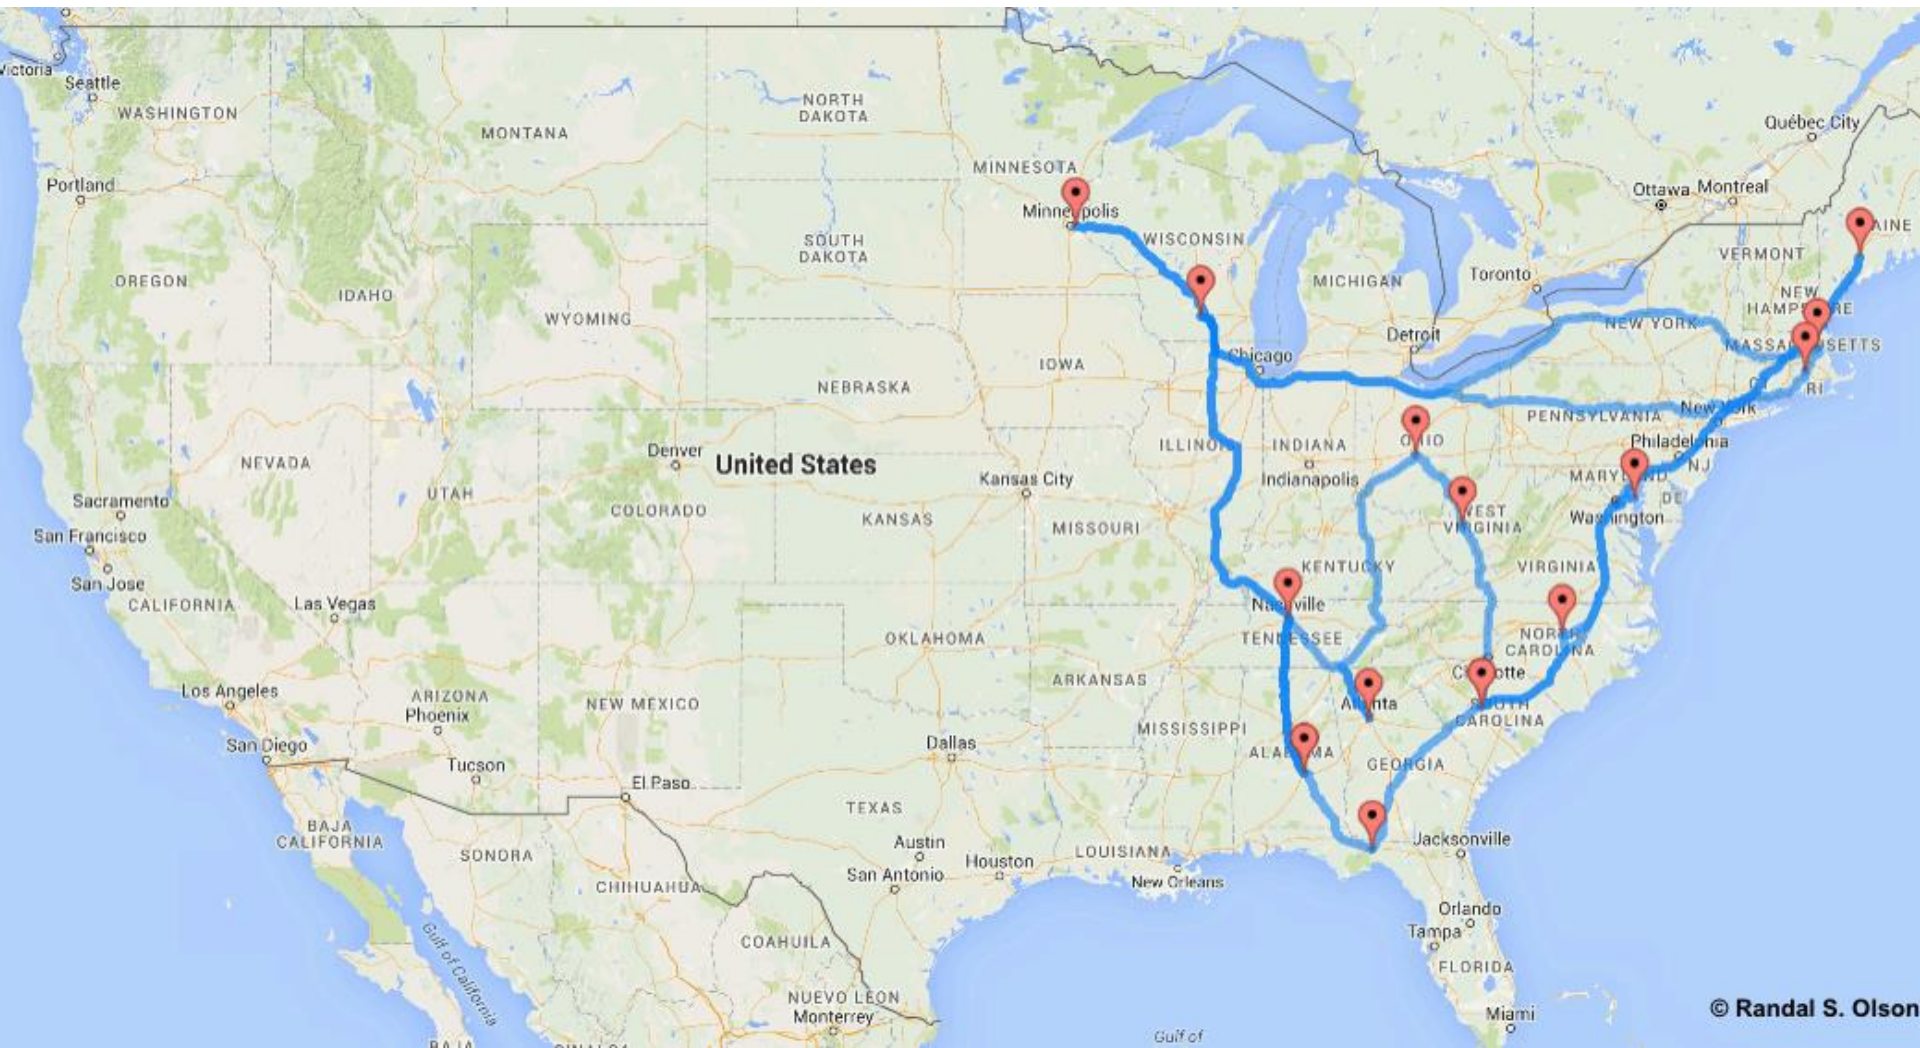 Victoria
Seattle
WASHINGTON
MONTANA
NORTH
DAKOTA
MINNESOTA
Québec City
Portland
Minneapolis
Ottawa
Montreal
AINE
OREGON
IDAHO
SOUTH
DAKOTA
WISCONSIN
VERMONT
WYOMING
MICHIGAN
Toronto
NEW
HAMPSHIRE
NEW YORK
Detroit
MASSACHUSETTS
Chicago
IOWA
NEBRASKA
CT
RI
New York
PENNSYLVANIA
ILLINOIS
INDIANA
OHIO
Philadelphia
NJ
NEVADA
Denver
United States
Indianapolis
MARYLAND
DE
UTAH
COLORADO
Kansas City
KANSAS
MISSOURI
WEST
VIRGINIA
Washington
Sacramento
San Francisco
San Jose
CALIFORNIA
Las Vegas
KENTUCKY
VIRGINIA
Nashville
TENNESSEE
NORTH
CAROLINA
OKLAHOMA
ARKANSAS
Charlotte
Los Angeles
ARIZONA
Phoenix
NEW MEXICO
Atlanta
SOUTH
CAROLINA
MISSISSIPPI
San Diego
Tucson
Dallas
ALABAMA
GEORGIA
El Paso
TEXAS
BAJA
CALIFORNIA
SONORA
Austin
Houston
LOUISIANA
Jacksonville
San Antonio
New Orleans
CHIHUAHUA
Orlando
Tampa
COAHUILA
Gulf of California
FLORIDA
NUEVO LEON
Monterrey
Miami
© Randal S. Olson
Gulf of
BAJA
SINALOA